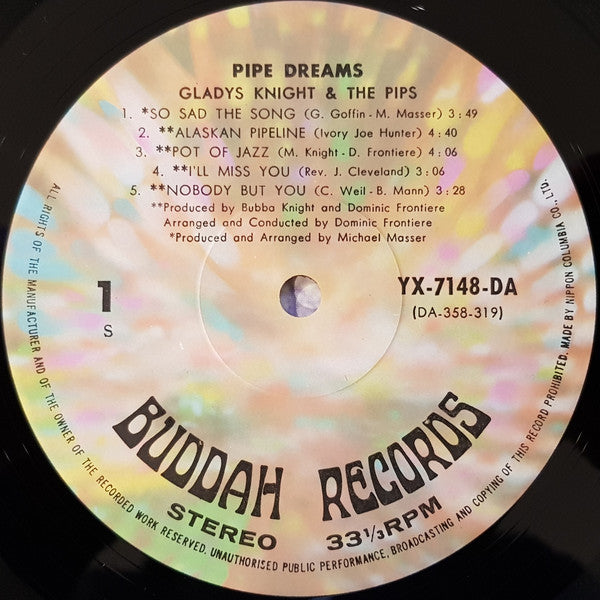 PIPE DREAMS
GLADYS KNIGHT & THE PIPS
1. *SO SAD THE SONG (G. Goffin - M. Masser) 3:49
2. **ALASKAN PIPELINE (Ivory Joe Hunter) 4:40
3. **POT OF JAZZ (M. Knight - D. Frontiere) 4:06
4. **I'LL MISS YOU (Rev. J. Cleveland) 3:06
5. **NOBODY BUT YOU (C. Weil - B. Mann) 3:28
**Produced by Bubba Knight and Dominic Frontiere
Arranged and Conducted by Dominic Frontiere
*Produced and Arranged by Michael Masser
1
S
YX-7148-DA
(DA-358-319)
BUDDAH RECORDS
STEREO
33 1/3 RPM
ALL RIGHTS OF THE MANUFACTURER AND OF THE OWNER OF THE RECORDED WORK RESERVED. UNAUTHORISED PUBLIC PERFORMANCE, BROADCASTING AND COPYING OF THIS RECORD PROHIBITED. MADE BY NIPPON COLUMBIA CO., LTD.